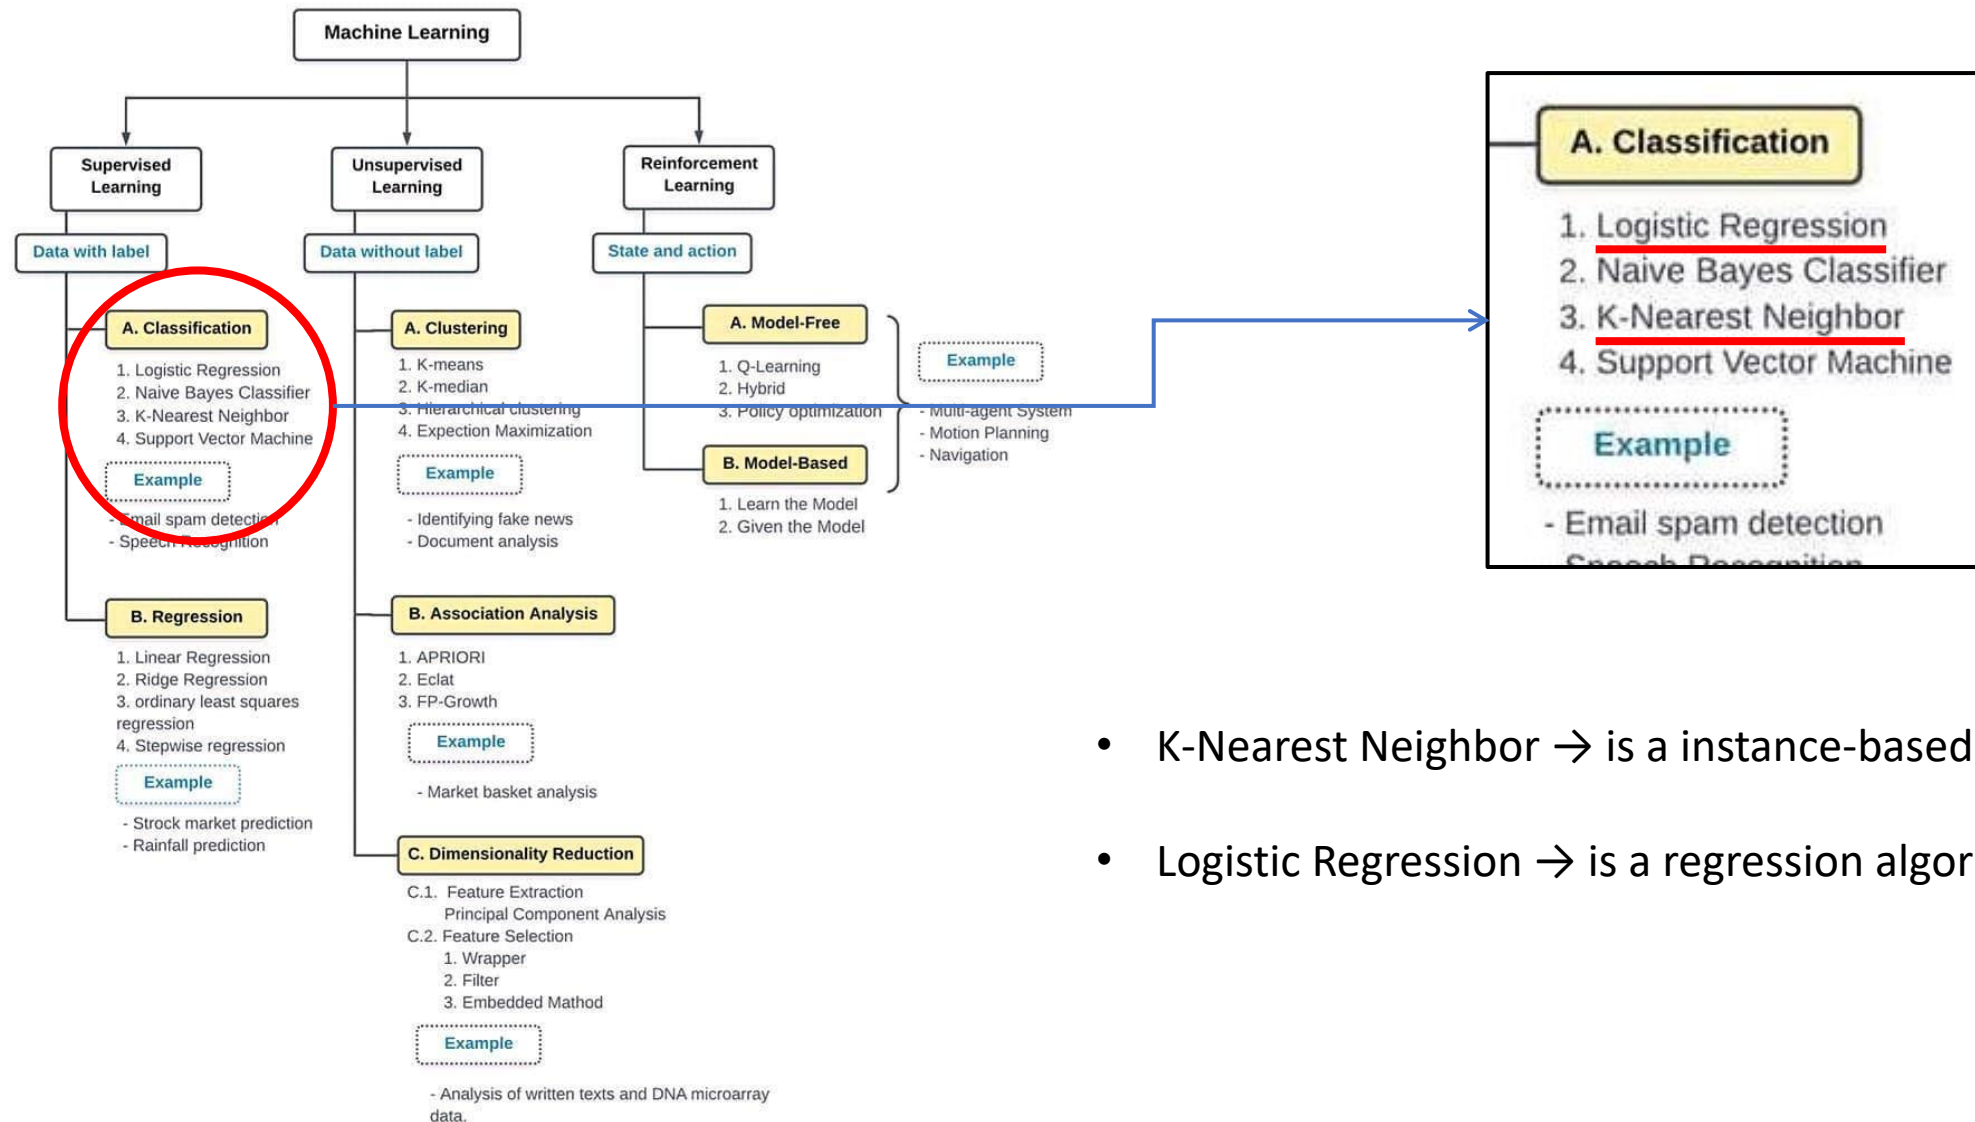 Machine Learning
Supervised
Learning
Data with label
A. Classification
1. Logistic Regression
2. Naive Bayes Classifier
3. K-Nearest Neighbor
4. Support Vector Machine
Example
- Email spam detection
- Speech Recognition
B. Regression
1. Linear Regression
2. Ridge Regression
3. ordinary least squares
regression
4. Stepwise regression
Example
- Strock market prediction
- Rainfall prediction
Unsupervised
Learning
Data without label
A. Clustering
1. K-means
2. K-median
3. Hierarchical clustering
4. Expection Maximization
Example
- Identifying fake news
- Document analysis
B. Association Analysis
1. APRIORI
2. Eclat
3. FP-Growth
Example
- Market basket analysis
C. Dimensionality Reduction
C.1. Feature Extraction
Principal Component Analysis
C.2. Feature Selection
1. Wrapper
2. Filter
3. Embedded Mathod
Example
- Analysis of written texts and DNA microarray
data.
Reinforcement
Learning
State and action
A. Model-Free
1. Q-Learning
2. Hybrid
3. Policy optimization
B. Model-Based
1. Learn the Model
2. Given the Model
Example
- Multi-agent System
- Motion Planning
- Navigation
A. Classification
1. Logistic Regression
2. Naive Bayes Classifier
3. K-Nearest Neighbor
4. Support Vector Machine
Example
- Email spam detection
Speech Recognition
• K-Nearest Neighbor → is a instance-based
• Logistic Regression → is a regression algor